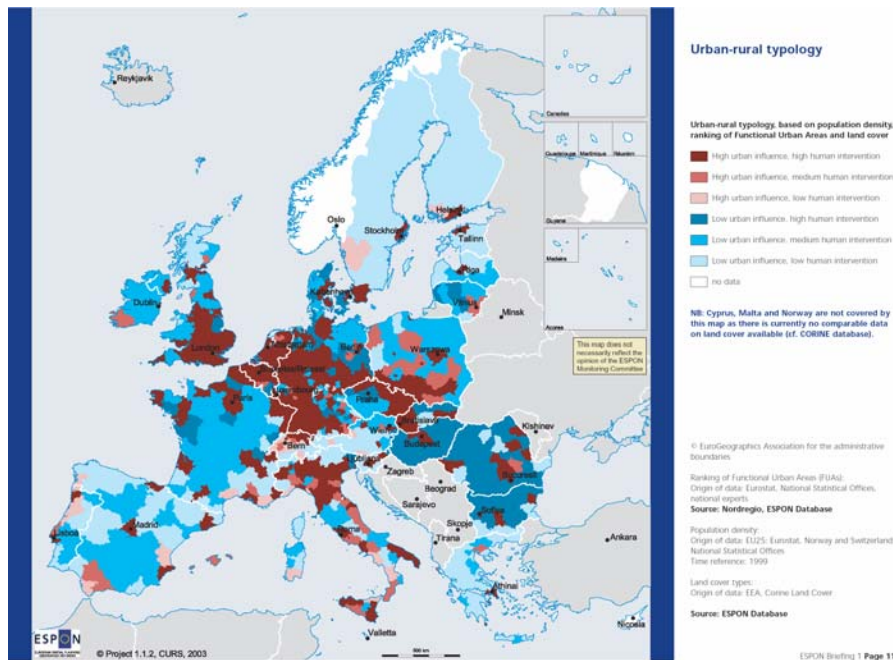 Urban-rural typology
Urban-rural typology, based on population density,
ranking of Functional Urban Areas and land cover
High urban influence, high human intervention
High urban influence, medium human intervention
High urban influence, low human intervention
Low urban influence, high human intervention
Low urban influence, medium human intervention
Low urban influence, low human intervention
no data
NB: Cyprus, Malta and Norway are not covered by
this map as there is currently no comparable data
on land cover available (cf. CORINE database).
© EuroGeographics Association for the administrative
boundaries
Ranking of Functional Urban Areas (FUAs):
Origin of data: Eurostat, National Statistical Offices,
national experts
Source: Nordregio, ESPON Database
Population density:
Origin of data: EU25: Eurostat, Norway and Switzerland:
National Statistical Offices
Time reference: 1999
Land cover types:
Origin of data: EEA, Corine Land Cover
Source: ESPON Database
ESPON Briefing 1 Page 11
Reykjavik
Canarias
Guadeloupe
Martinique
Réunion
Guyana
Madeira
Acores
This map does not
necessarily reflect the
opinion of the ESPON
Monitoring Committee
Oslo
Helsinki
Stockholm
Tallinn
Riga
København
Vilnius
Minsk
Dublin
London
Berlin
Warszawa
Paris
Praha
Wien
Bratislava
Budapest
Kishinev
Bern
Ljubljana
Zagreb
Beograd
Bucuresti
Sarajevo
Sofia
Skopje
Tirana
Ankara
Madrid
Lisboa
Roma
Athinai
Valletta
Nicosia
ESPON
© Project 1.1.2, CURS, 2003
500 km